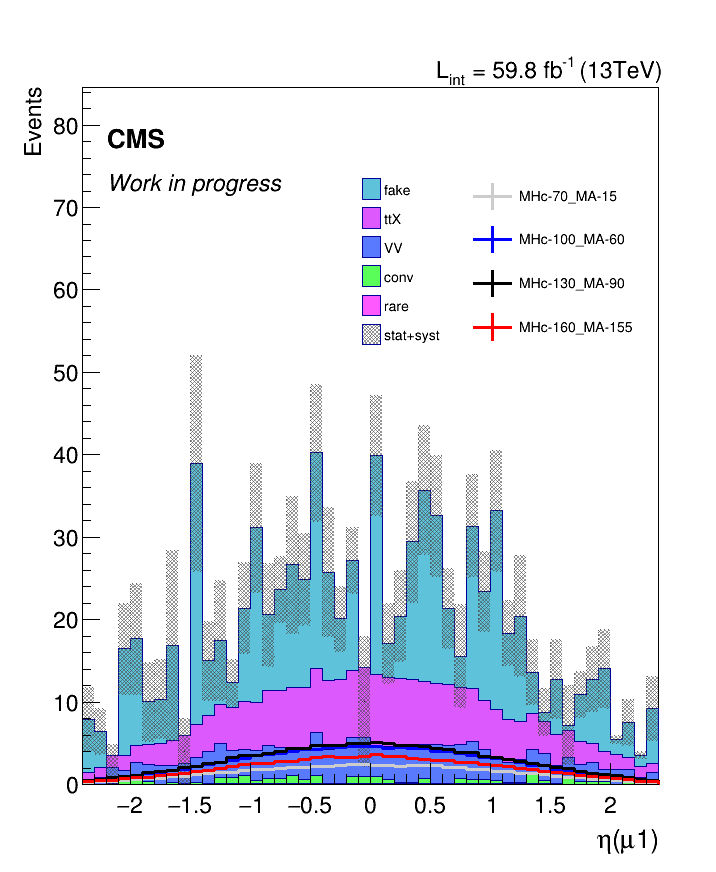 L_int = 59.8 fb^-1 (13TeV)
Events
CMS
Work in progress
fake
ttX
VV
conv
rare
stat+syst
MHc-70_MA-15
MHc-100_MA-60
MHc-130_MA-90
MHc-160_MA-155
80
70
60
50
40
30
20
10
0
−2 −1.5 −1 −0.5 0 0.5 1 1.5 2
η(μ1)